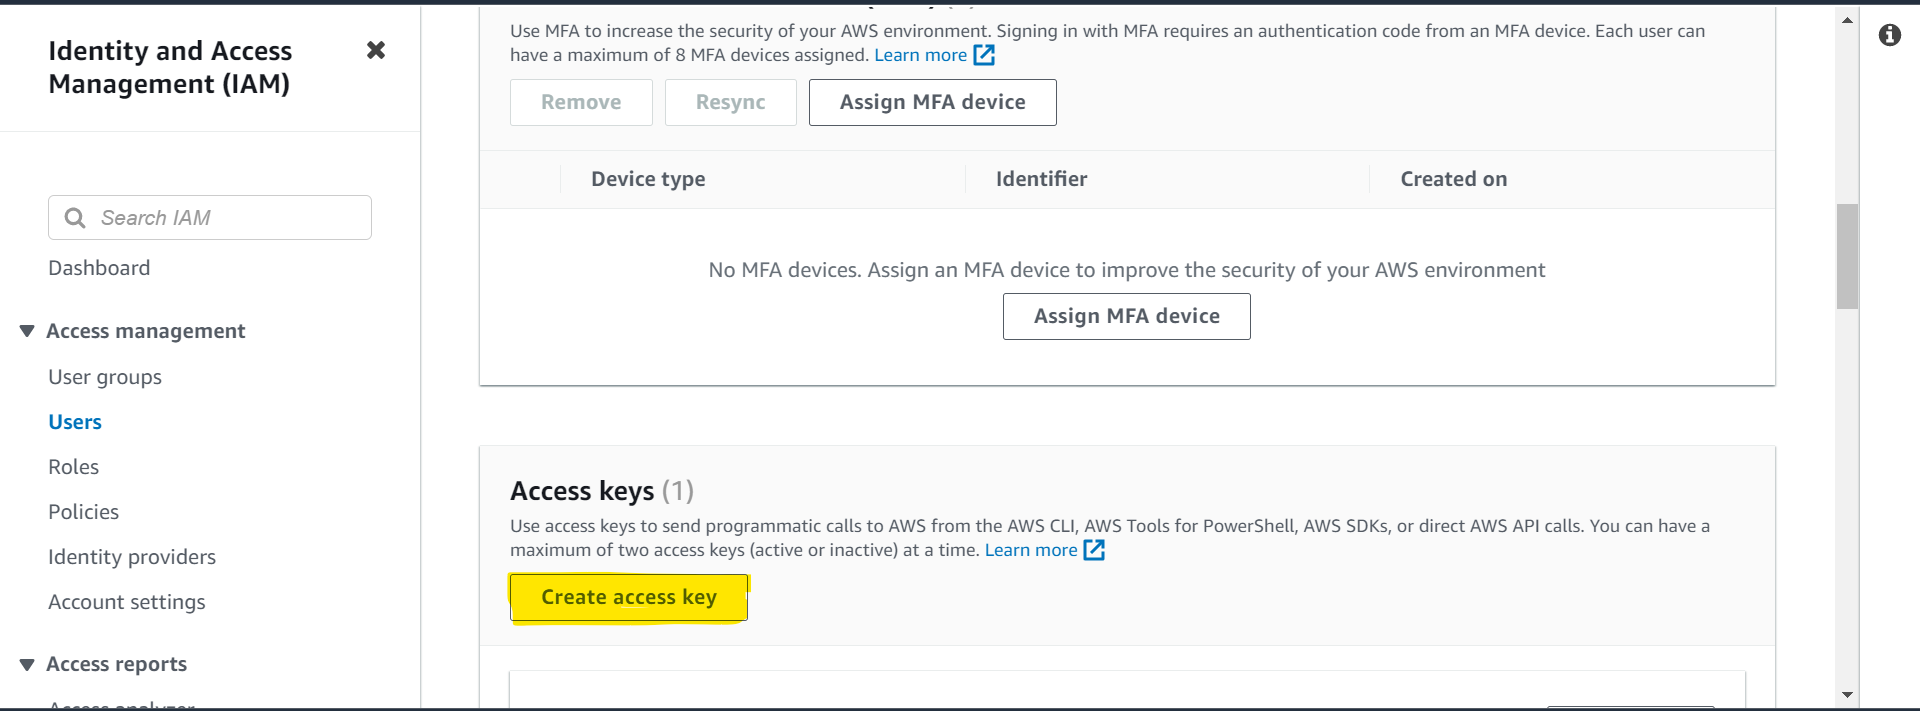 Identity and Access
Management (IAM)
Search IAM
Dashboard
Access management
User groups
Users
Roles
Policies
Identity providers
Account settings
Access reports
Access analyzer
Use MFA to increase the security of your AWS environment. Signing in with MFA requires an authentication code from an MFA device. Each user can
have a maximum of 8 MFA devices assigned. Learn more
Remove Resync Assign MFA device
Device type Identifier Created on
No MFA devices. Assign an MFA device to improve the security of your AWS environment
Assign MFA device
Access keys (1)
Use access keys to send programmatic calls to AWS from the AWS CLI, AWS Tools for PowerShell, AWS SDKs, or direct AWS API calls. You can have a
maximum of two access keys (active or inactive) at a time. Learn more
Create access key